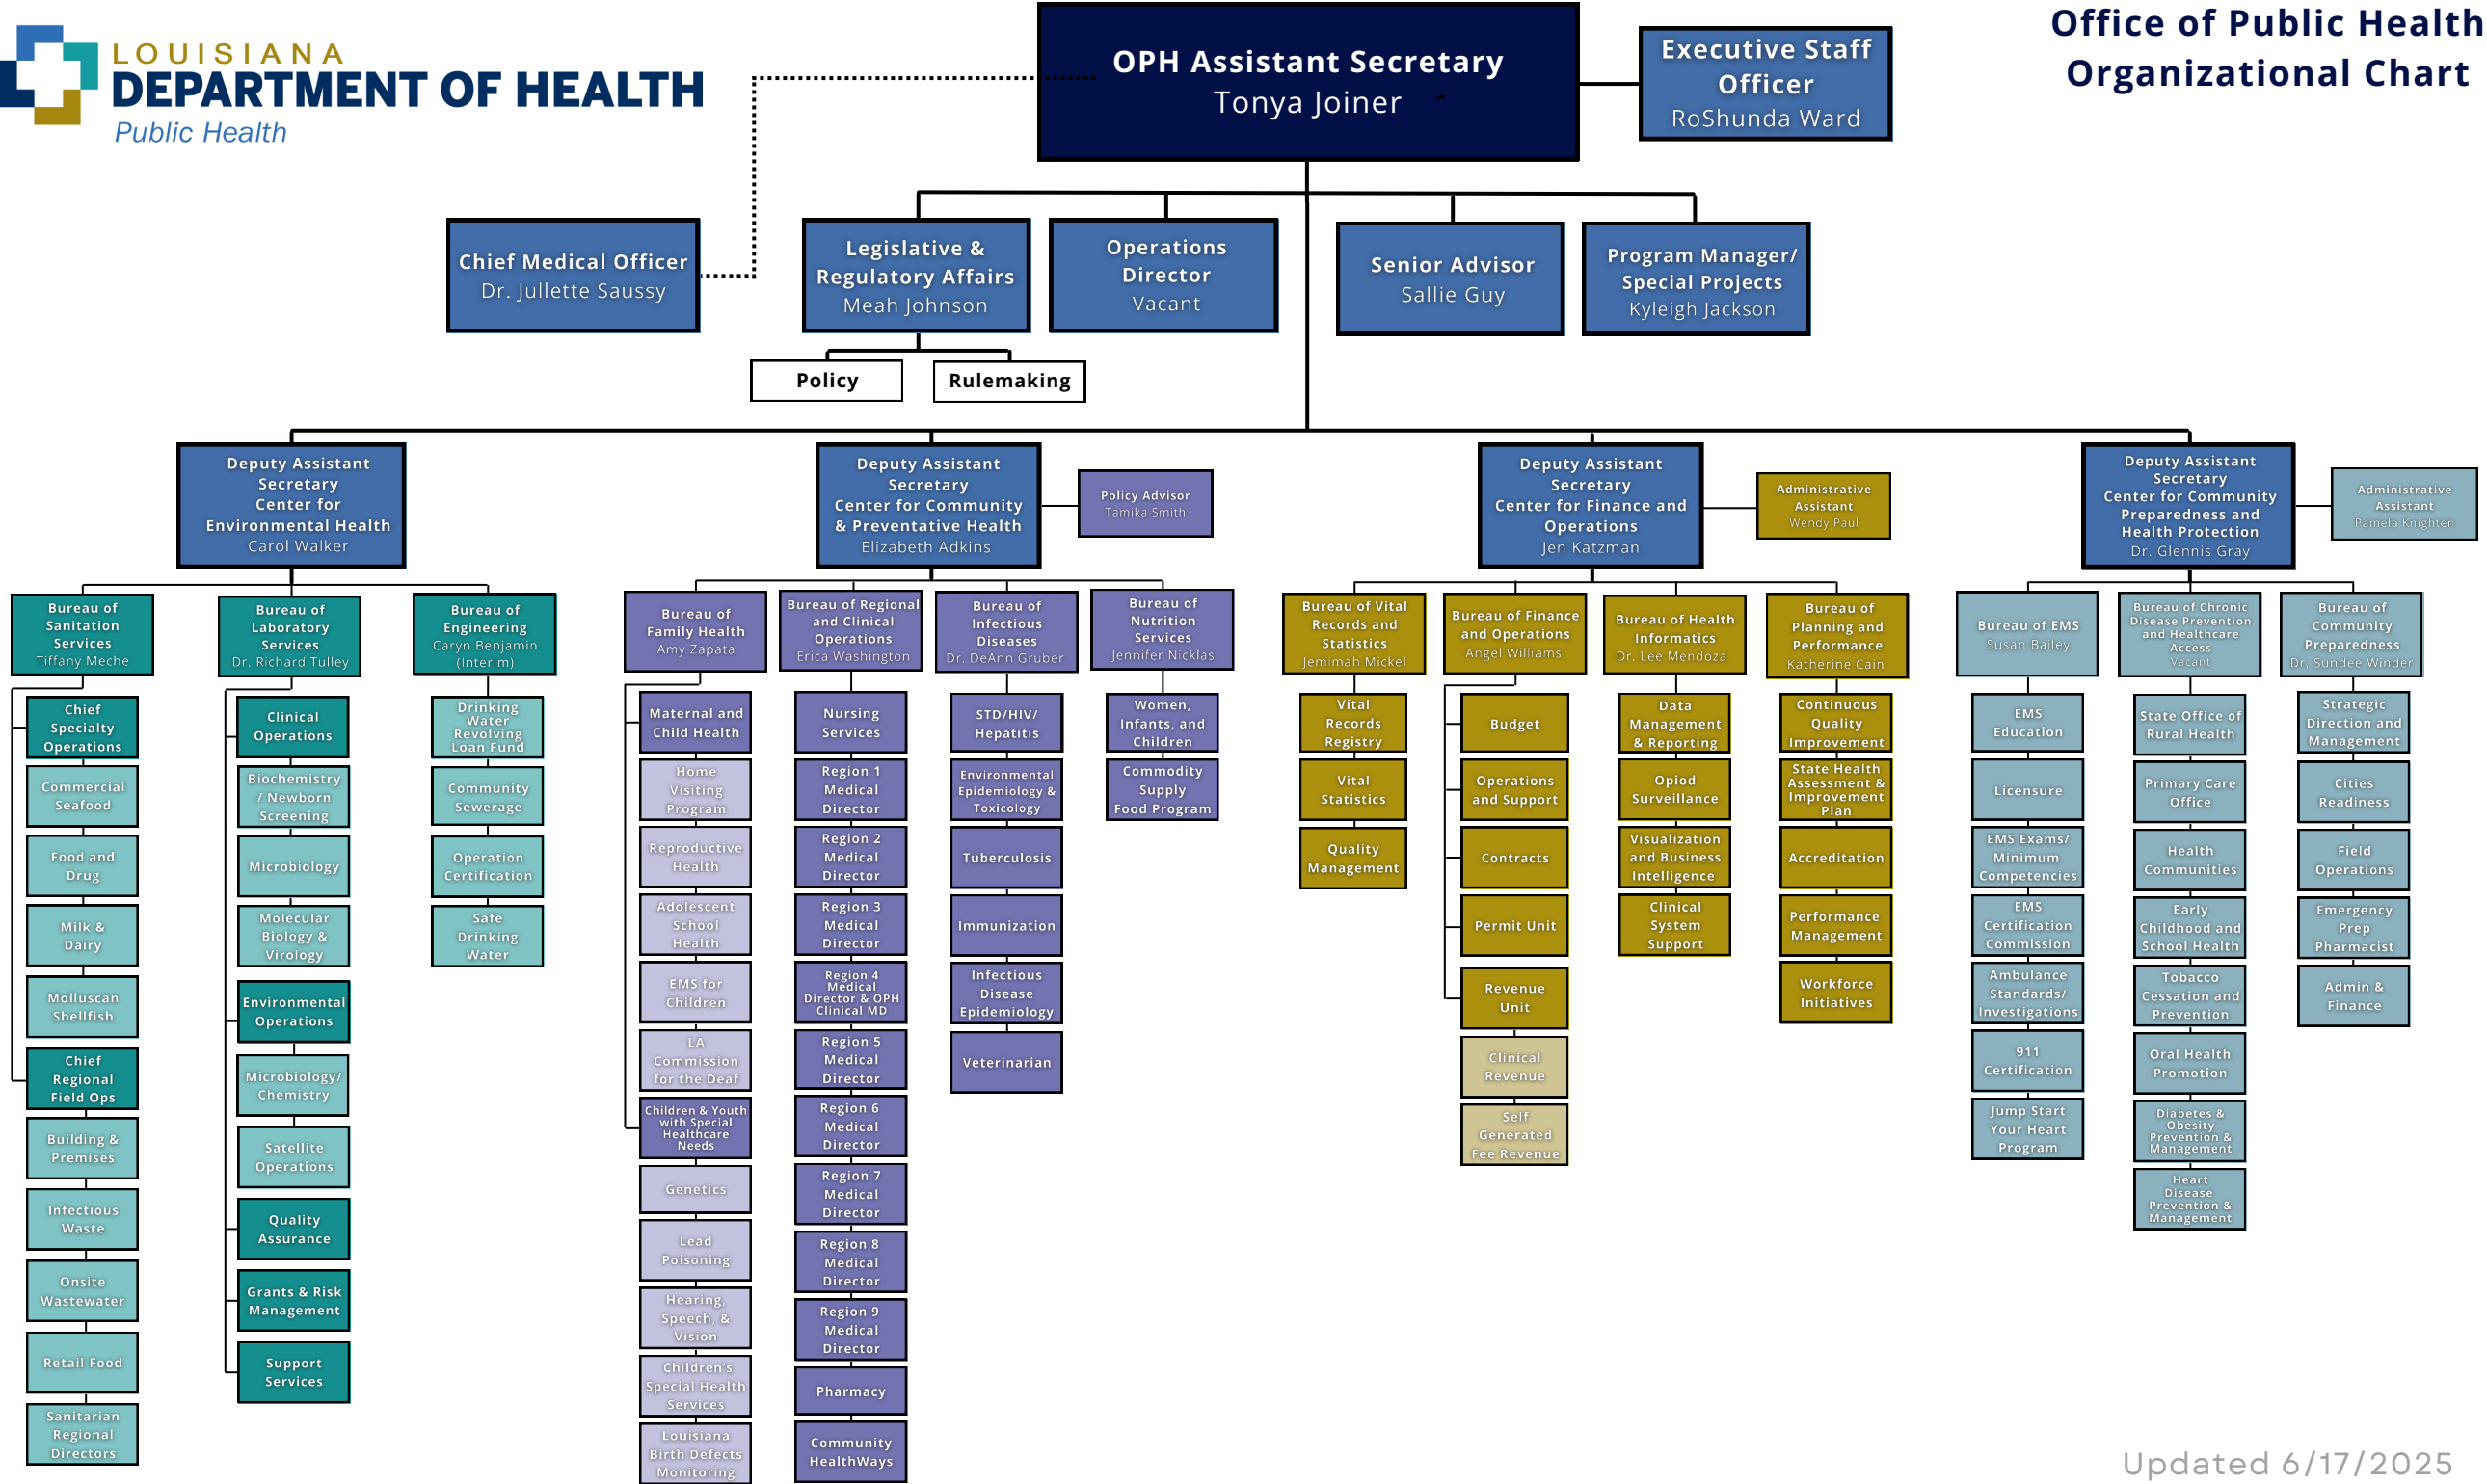 LOUISIANA
DEPARTMENT OF HEALTH
Public Health
OPH Assistant Secretary
Tonya Joiner
Executive Staff
Officer
RoShunda Ward
Office of Public Health
Organizational Chart
Chief Medical Officer
Dr. Jullette Saussy
Legislative &
Regulatory Affairs
Meah Johnson
Operations
Director
Vacant
Senior Advisor
Sallie Guy
Program Manager/
Special Projects
Kyleigh Jackson
Policy
Rulemaking
Deputy Assistant
Secretary
Center for
Environmental Health
Carol Walker
Deputy Assistant
Secretary
Center for Community
& Preventative Health
Elizabeth Adkins
Policy Advisor
Tamika Smith
Deputy Assistant
Secretary
Center for Finance and
Operations
Jen Katzman
Administrative
Assistant
Wendy Paul
Deputy Assistant
Secretary
Center for Community
Preparedness and
Health Protection
Dr. Glennis Gray
Administrative
Assistant
Pamela Knighten
Bureau of
Sanitation
Services
Tiffany Meche
Chief
Specialty
Operations
Commercial
Seafood
Food and
Drug
Milk &
Dairy
Molluscan
Shellfish
Chief
Regional
Field Ops
Building &
Premises
Infectious
Waste
Onsite
Wastewater
Retail Food
Sanitarian
Regional
Directors
Bureau of
Laboratory
Services
Dr. Richard Tulley
Clinical
Operations
Biochemistry
/ Newborn
Screening
Microbiology
Molecular
Biology &
Virology
Environmental
Operations
Microbiology/
Chemistry
Satellite
Operations
Quality
Assurance
Grants & Risk
Management
Support
Services
Bureau of
Engineering
Caryn Benjamin
(Interim)
Drinking
Water
Revolving
Loan Fund
Community
Sewerage
Operation
Certification
Safe
Drinking
Water
Bureau of
Family Health
Amy Zapata
Maternal and
Child Health
Home
Visiting
Program
Reproductive
Health
Adolescent
School
Health
EMS for
Children
LA
Commission
for the Deaf
Children & Youth
with Special
Healthcare
Needs
Genetics
Lead
Poisoning
Hearing,
Speech, &
Vision
Children's
Special Health
Services
Louisiana
Birth Defects
Monitoring
Bureau of Regional
and Clinical
Operations
Erica Washington
Nursing
Services
Region 1
Medical
Director
Region 2
Medical
Director
Region 3
Medical
Director
Region 4
Medical
Director & OPH
Clinical MD
Region 5
Medical
Director
Region 6
Medical
Director
Region 7
Medical
Director
Region 8
Medical
Director
Region 9
Medical
Director
Pharmacy
Community
HealthWays
Bureau of
Infectious
Diseases
Dr. DeAnn Gruber
STD/HIV/
Hepatitis
Environmental
Epidemiology &
Toxicology
Tuberculosis
Immunization
Infectious
Disease
Epidemiology
Veterinarian
Bureau of
Nutrition
Services
Jennifer Nicklas
Women,
Infants, and
Children
Commodity
Supply
Food Program
Bureau of Vital
Records and
Statistics
Jemimah Mickel
Vital
Records
Registry
Vital
Statistics
Quality
Management
Bureau of Finance
and Operations
Angel Williams
Budget
Operations
and Support
Contracts
Permit Unit
Revenue
Unit
Clinical
Revenue
Self
Generated
Fee Revenue
Bureau of Health
Informatics
Dr. Lee Mendoza
Data
Management
& Reporting
Opiod
Surveillance
Visualization
and Business
Intelligence
Clinical
System
Support
Bureau of
Planning and
Performance
Katherine Cain
Continuous
Quality
Improvement
State Health
Assessment &
Improvement
Plan
Accreditation
Performance
Management
Workforce
Initiatives
Bureau of EMS
Susan Bailey
EMS
Education
Licensure
EMS Exams/
Minimum
Competencies
EMS
Certification
Commission
Ambulance
Standards/
Investigations
911
Certification
Jump Start
Your Heart
Program
Bureau of Chronic
Disease Prevention
and Healthcare
Access
Vacant
State Office of
Rural Health
Primary Care
Office
Health
Communities
Early
Childhood and
School Health
Tobacco
Cessation and
Prevention
Oral Health
Promotion
Diabetes &
Obesity
Prevention &
Management
Heart
Disease
Prevention &
Management
Bureau of
Community
Preparedness
Dr. Sundee Winder
Strategic
Direction and
Management
Cities
Readiness
Field
Operations
Emergency
Prep
Pharmacist
Admin &
Finance
Updated 6/17/2025